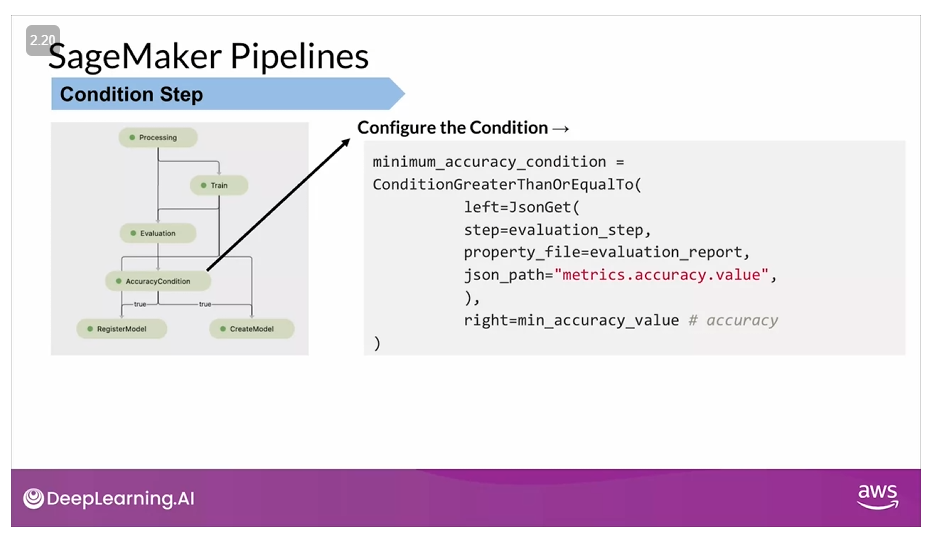 2.20
SageMaker Pipelines
Condition Step
Processing
Train
Evaluation
AccuracyCondition
true
true
RegisterModel
CreateModel
Configure the Condition →
minimum_accuracy_condition =
ConditionGreaterThanOrEqualTo(
left=JsonGet(
step=evaluation_step,
property_file=evaluation_report,
json_path="metrics.accuracy.value",
),
right=min_accuracy_value # accuracy
)
DeepLearning.AI
aws